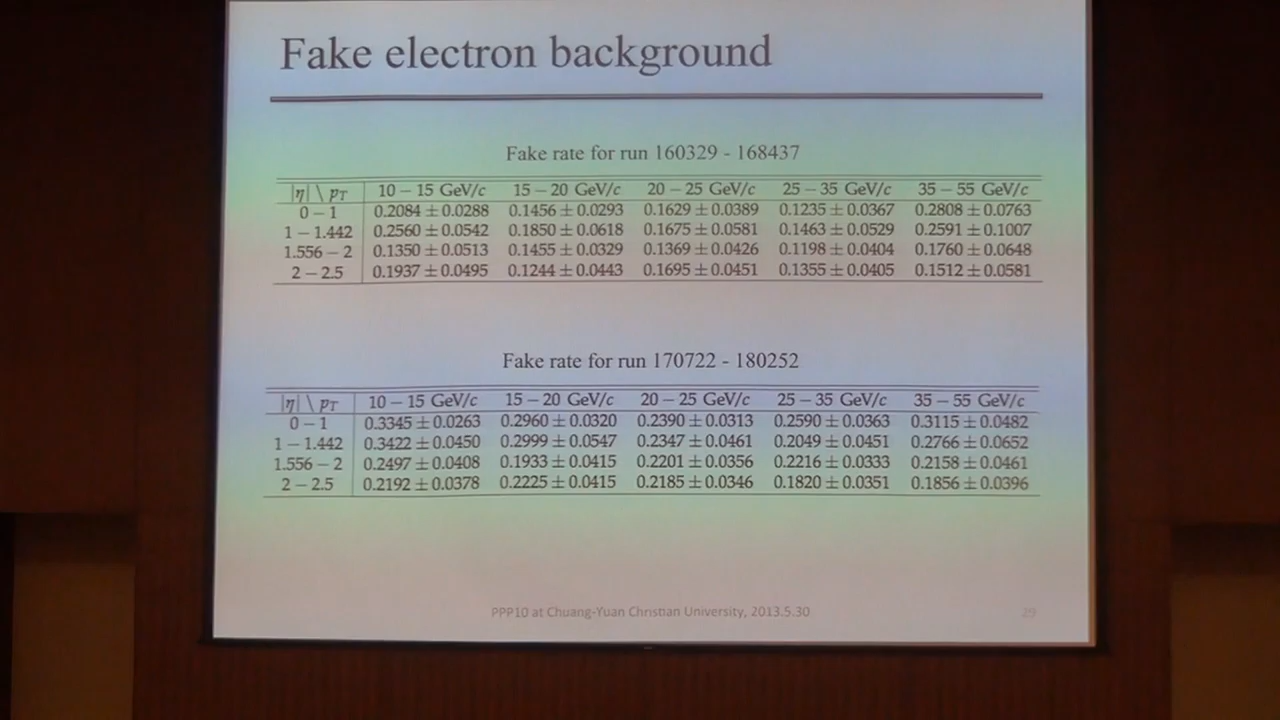 Fake electron background
Fake rate for run 160329 - 168437
|η| \ pT 10 – 15 GeV/c 15 – 20 GeV/c 20 – 25 GeV/c 25 – 35 GeV/c 35 – 55 GeV/c
0 – 1 0.2084 ± 0.0288 0.1456 ± 0.0293 0.1629 ± 0.0389 0.1235 ± 0.0367 0.2808 ± 0.0763
1 – 1.442 0.2560 ± 0.0542 0.1850 ± 0.0618 0.1675 ± 0.0581 0.1463 ± 0.0529 0.2591 ± 0.1007
1.556 – 2 0.1350 ± 0.0513 0.1455 ± 0.0329 0.1369 ± 0.0426 0.1198 ± 0.0404 0.1760 ± 0.0648
2 – 2.5 0.1937 ± 0.0495 0.1244 ± 0.0443 0.1695 ± 0.0451 0.1355 ± 0.0405 0.1512 ± 0.0581
Fake rate for run 170722 - 180252
|η| \ pT 10 – 15 GeV/c 15 – 20 GeV/c 20 – 25 GeV/c 25 – 35 GeV/c 35 – 55 GeV/c
0 – 1 0.3345 ± 0.0263 0.2960 ± 0.0320 0.2390 ± 0.0313 0.2590 ± 0.0363 0.3115 ± 0.0482
1 – 1.442 0.3422 ± 0.0450 0.2999 ± 0.0547 0.2347 ± 0.0461 0.2049 ± 0.0451 0.2766 ± 0.0652
1.556 – 2 0.2497 ± 0.0408 0.1933 ± 0.0415 0.2201 ± 0.0356 0.2216 ± 0.0333 0.2158 ± 0.0461
2 – 2.5 0.2192 ± 0.0378 0.2225 ± 0.0415 0.2185 ± 0.0346 0.1820 ± 0.0351 0.1856 ± 0.0396
PPP10 at Chuang-Yuan Christian University, 2013.5.30
29